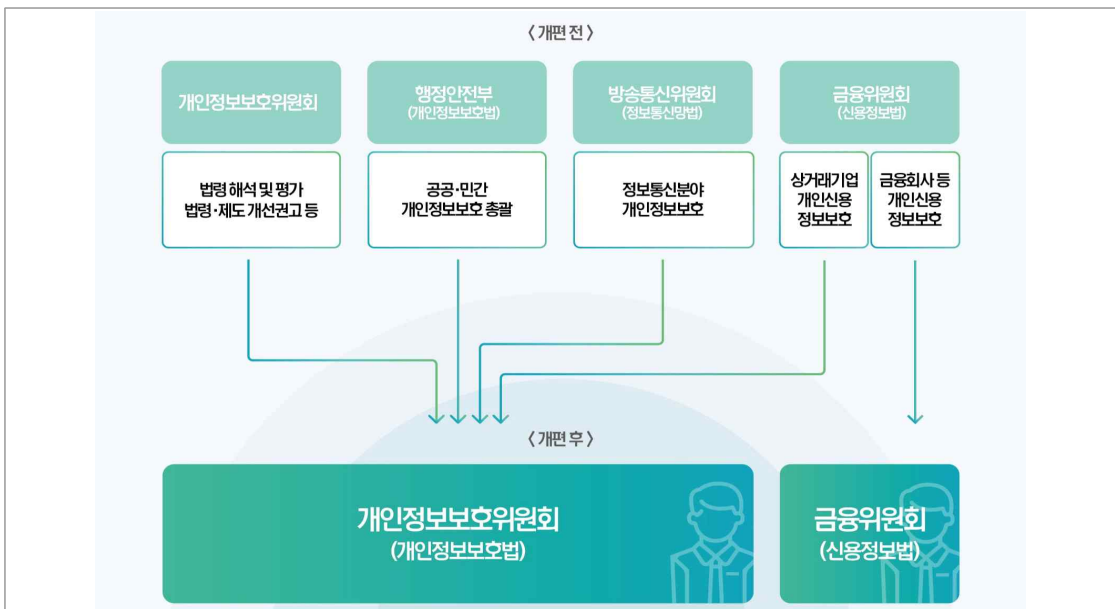 〈개편 전〉
개인정보보호위원회
행정안전부
(개인정보보호법)
방송통신위원회
(정보통신망법)
금융위원회
(신용정보법)
법령 해석 및 평가
법령·제도 개선권고 등
공공·민간
개인정보보호 총괄
정보통신분야
개인정보보호
상거래기업
개인신용
정보보호
금융회사 등
개인신용
정보보호
〈개편 후〉
개인정보보호위원회
(개인정보보호법)
금융위원회
(신용정보법)